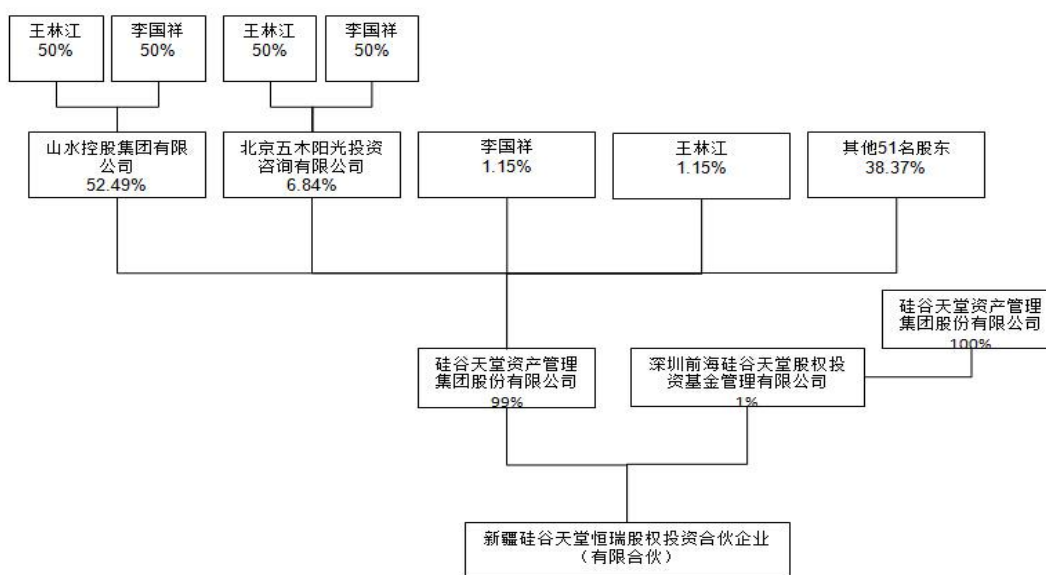 王林江
50%
李国祥
50%
王林江
50%
李国祥
50%
山水控股集团有限
公司
52.49%
北京五木阳光投资
咨询有限公司
6.84%
李国祥
1.15%
王林江
1.15%
其他51名股东
38.37%
硅谷天堂资产管理
集团股份有限公司
100%
硅谷天堂资产管理
集团股份有限公司
99%
深圳前海硅谷天堂股权投
资基金管理有限公司
1%
新疆硅谷天堂恒瑞股权投资合伙企业
（有限合伙）